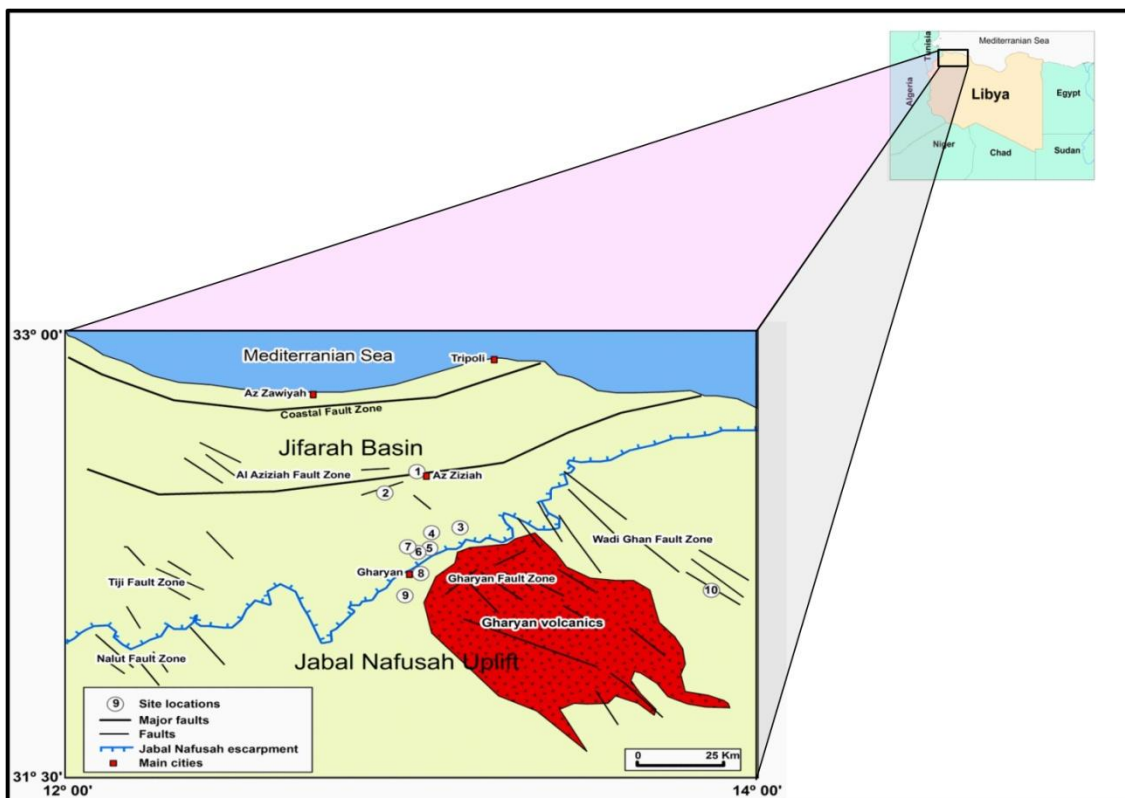 Mediterranean Sea
Tunisia
Algeria
Libya
Egypt
Niger
Chad
Sudan
33° 00'
Mediterranian Sea
Tripoli
Az Zawiyah
Coastal Fault Zone
Jifarah Basin
1
Al Aziziah Fault Zone
Az Ziziah
2
3
4
7
6
5
Wadi Ghan Fault Zone
Gharyan
8
Tiji Fault Zone
Gharyan Fault Zone
10
9
Gharyan volcanics
Nalut Fault Zone
Jabal Nafusah Uplift
9 Site locations
Major faults
Faults
Jabal Nafusah escarpment
Main cities
0 25 Km
31° 30'
12° 00'
14° 00'